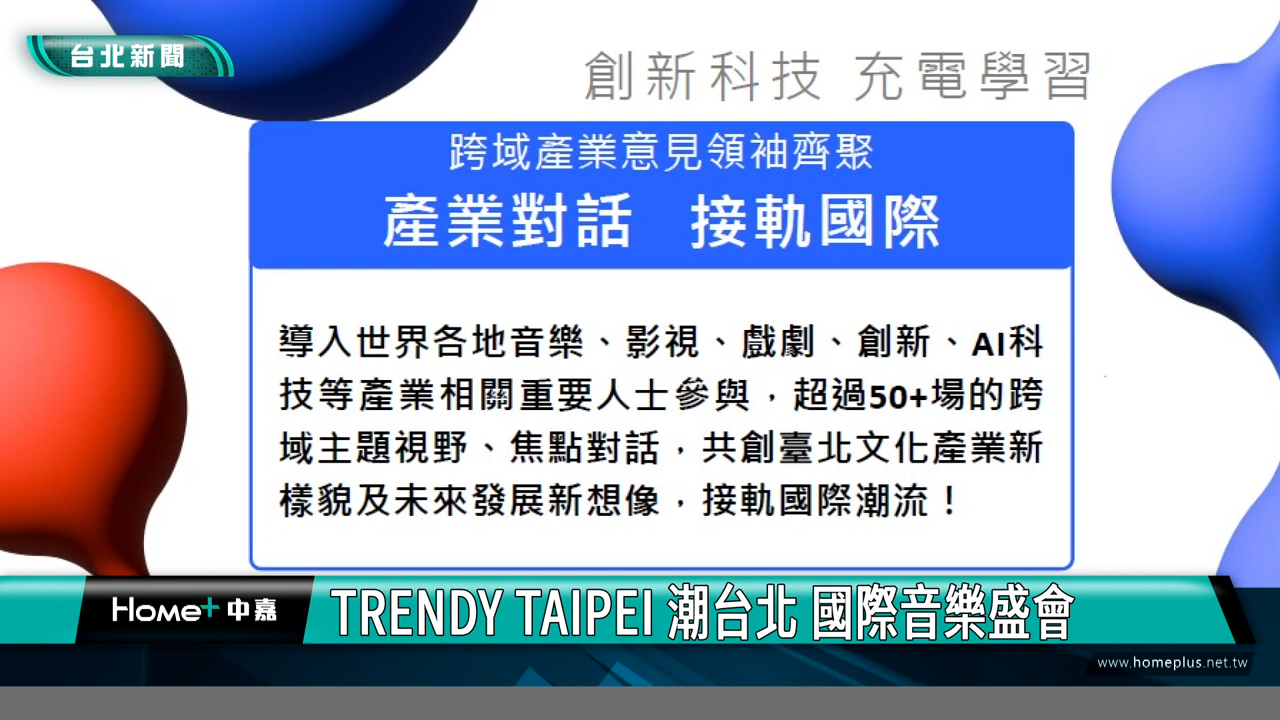 台北新聞
創新科技 充電學習
跨域產業意見領袖齊聚
產業對話 接軌國際
導入世界各地音樂、影視、戲劇、創新、AI科
技等產業相關重要人士參與，超過50+場的跨
域主題視野、焦點對話，共創臺北文化產業新
樣貌及未來發展新想像，接軌國際潮流！
Home+中嘉
TRENDY TAIPEI 潮台北 國際音樂盛會
www.homeplus.net.tw